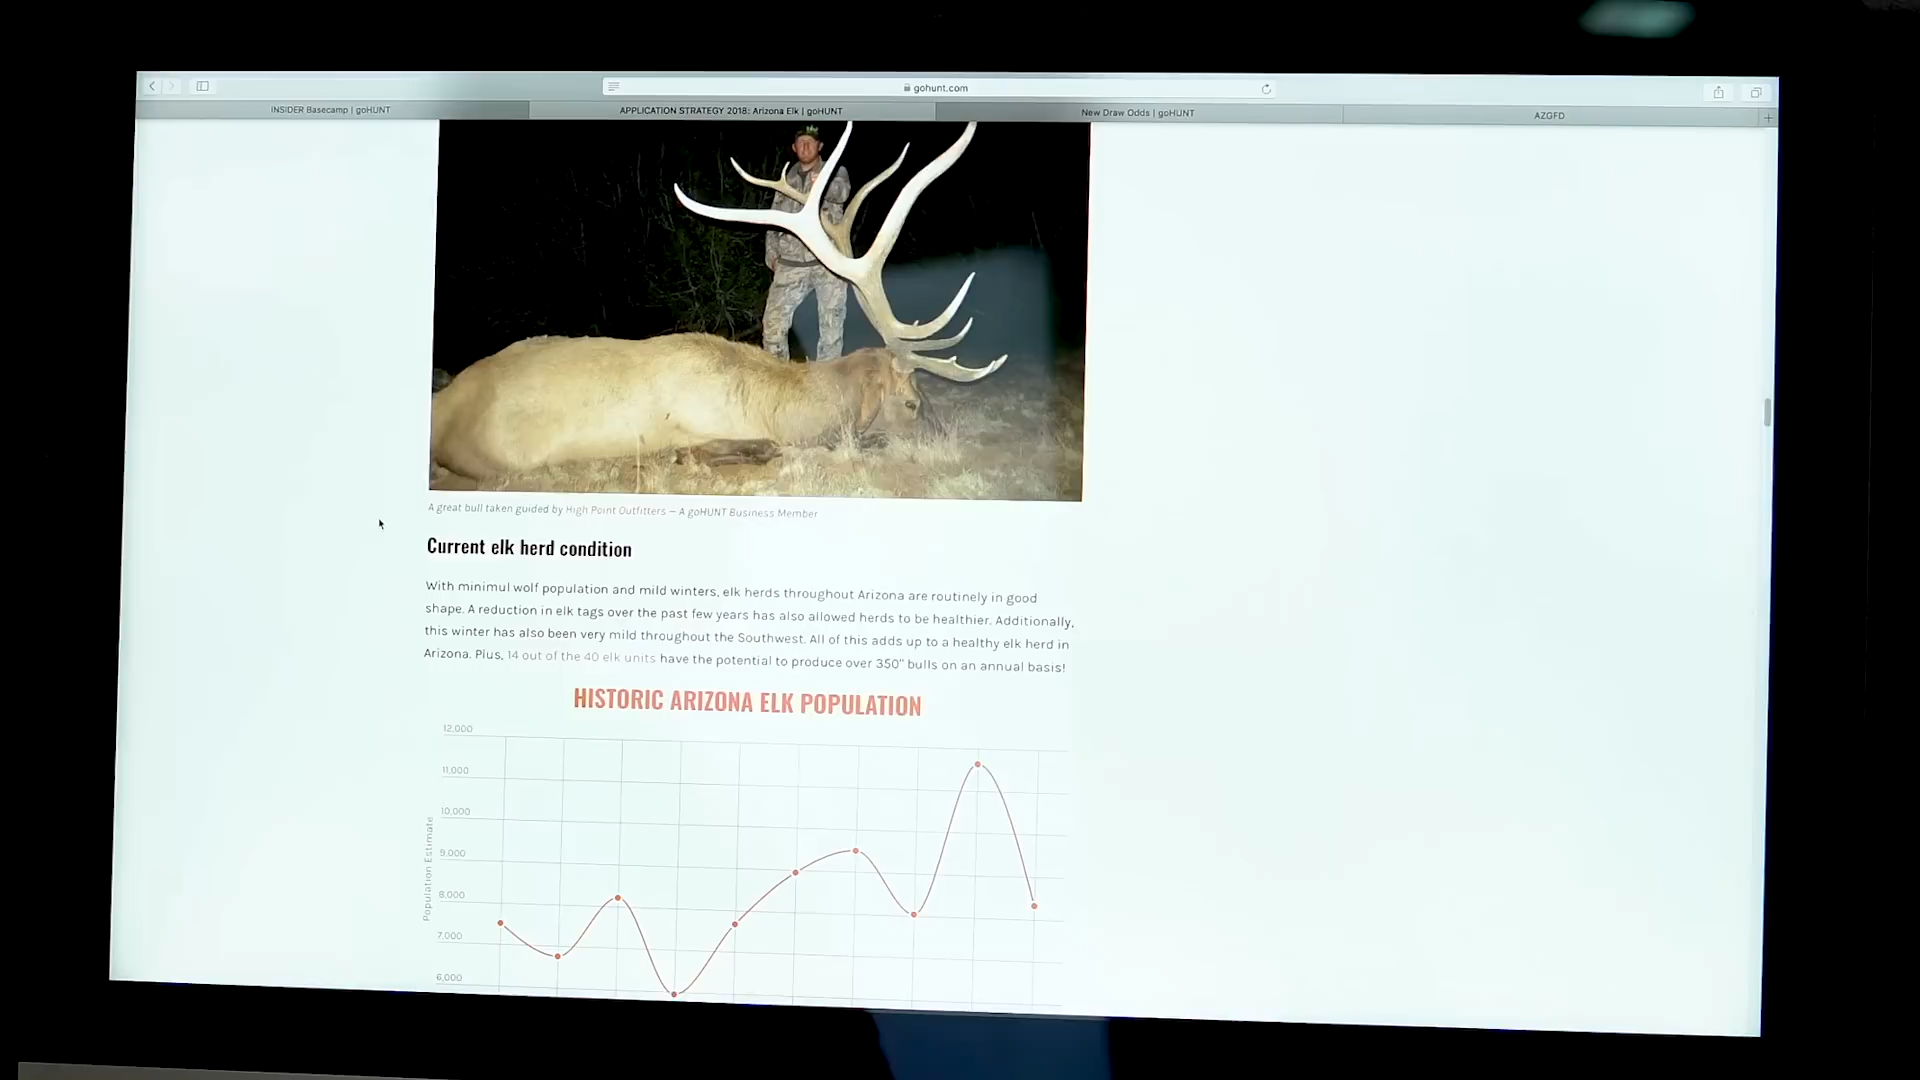 gohunt.com
INSIDER Basecamp | goHUNT
APPLICATION STRATEGY 2018: Arizona Elk | goHUNT
New Draw Odds | goHUNT
AZGFD
A great bull taken guided by High Point Outfitters — A goHUNT Business Member
Current elk herd condition
With minimul wolf population and mild winters, elk herds throughout Arizona are routinely in good
shape. A reduction in elk tags over the past few years has also allowed herds to be healthier. Additionally,
this winter has also been very mild throughout the Southwest. All of this adds up to a healthy elk herd in
Arizona. Plus, 14 out of the 40 elk units have the potential to produce over 350" bulls on an annual basis!
HISTORIC ARIZONA ELK POPULATION
Population Estimate
12,000
11,000
10,000
9,000
8,000
7,000
6,000